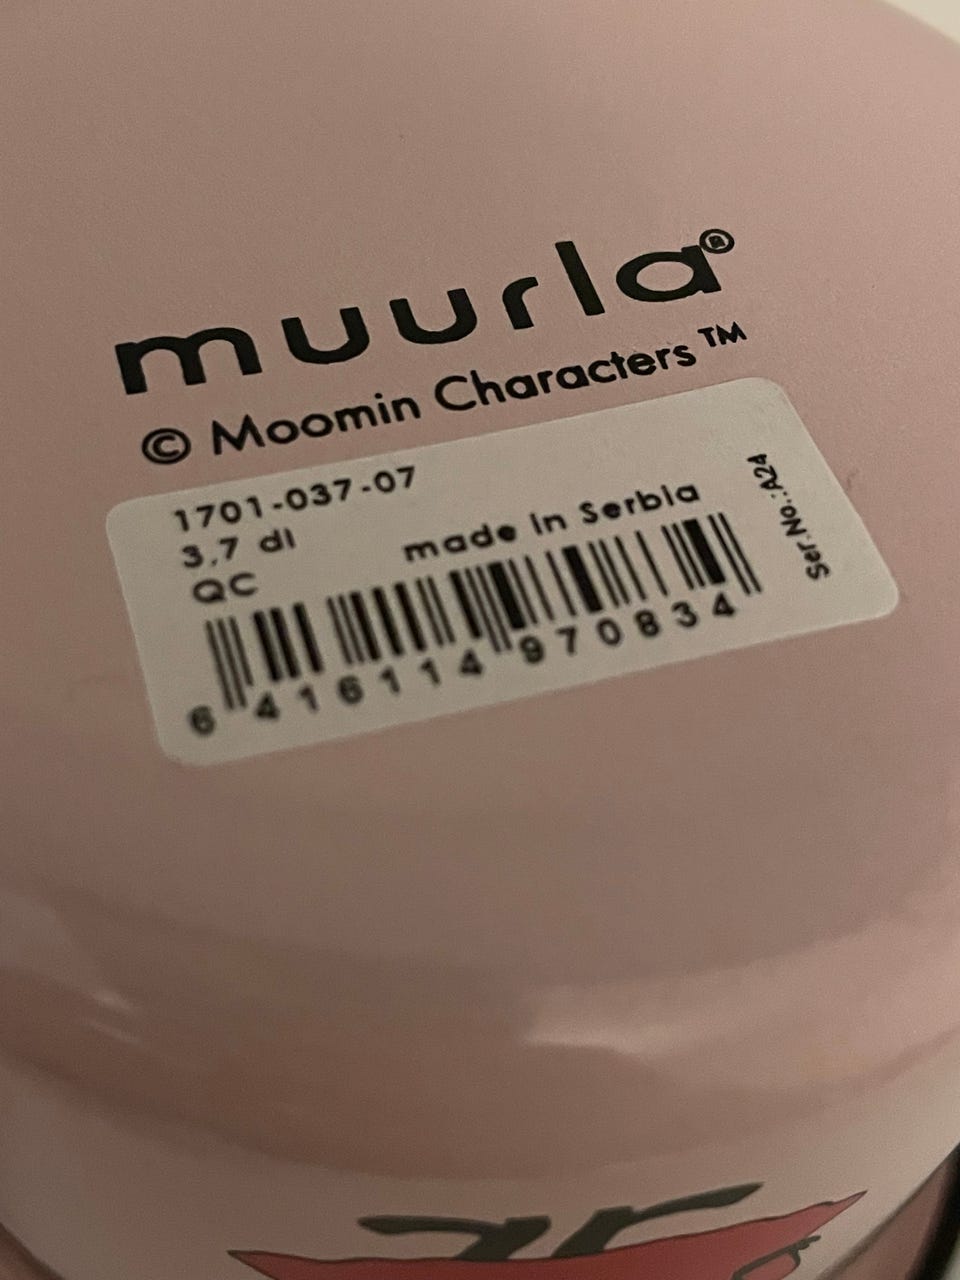 muurla®
© Moomin Characters™
1701-037-07
3,7 dl
made in Serbia
QC
6 416114 970834
Ser.No.:A24